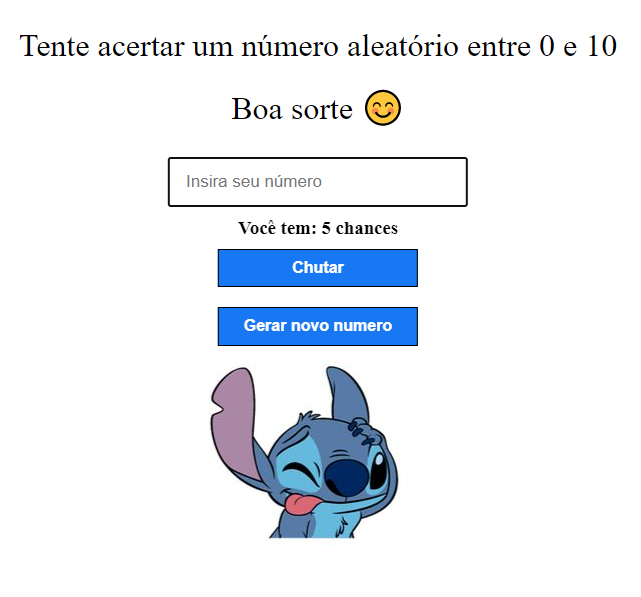 Tente acertar um número aleatório entre 0 e 10
Boa sorte 😊
Insira seu número
Você tem: 5 chances
Chutar
Gerar novo numero